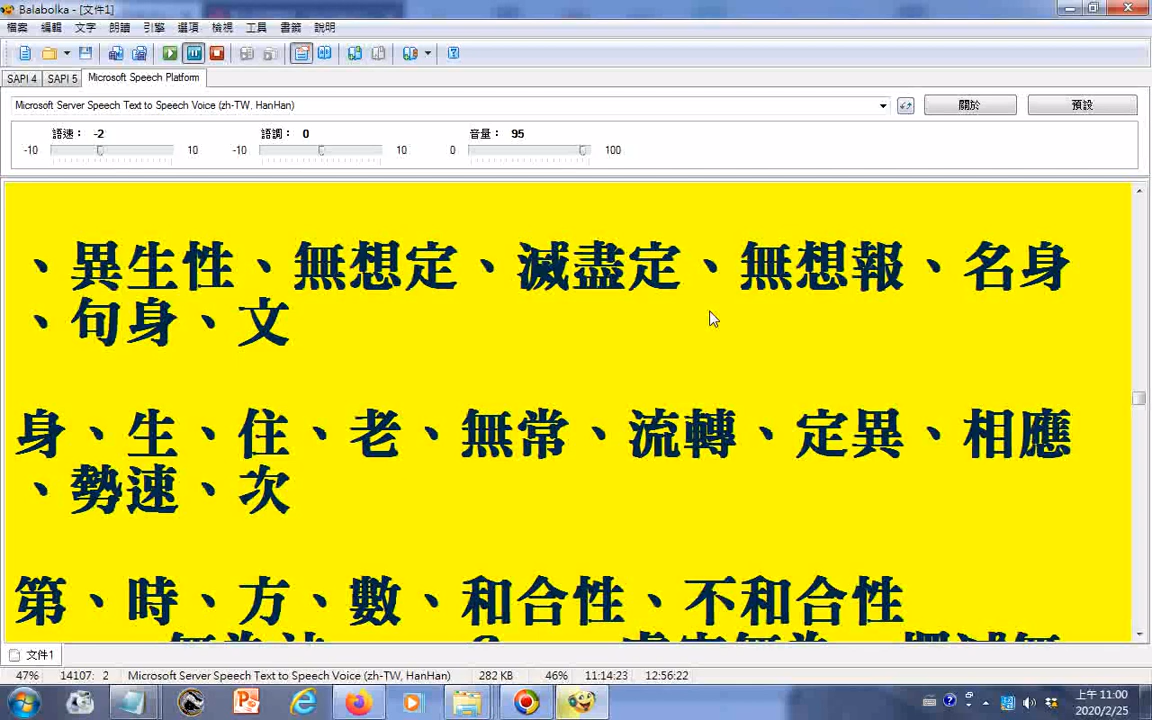 Balabolka - [文件1]
檔案 編輯 文字 朗讀 引擎 選項 檢視 工具 書籤 說明
SAPI 4 SAPI 5 Microsoft Speech Platform
Microsoft Server Speech Text to Speech Voice (zh-TW, HanHan) 關於 預設
語速： -2 語調： 0 音量： 95
-10 10 -10 10 0 100
、異生性、無想定、滅盡定、無想報、名身
、句身、文
身、生、住、老、無常、流轉、定異、相應
、勢速、次
第、時、方、數、和合性、不和合性
文件1
47% 14107: 2 Microsoft Server Speech Text to Speech Voice (zh-TW, HanHan) 282 KB 46% 11:14:23 12:56:22
上午 11:00
2020/2/25